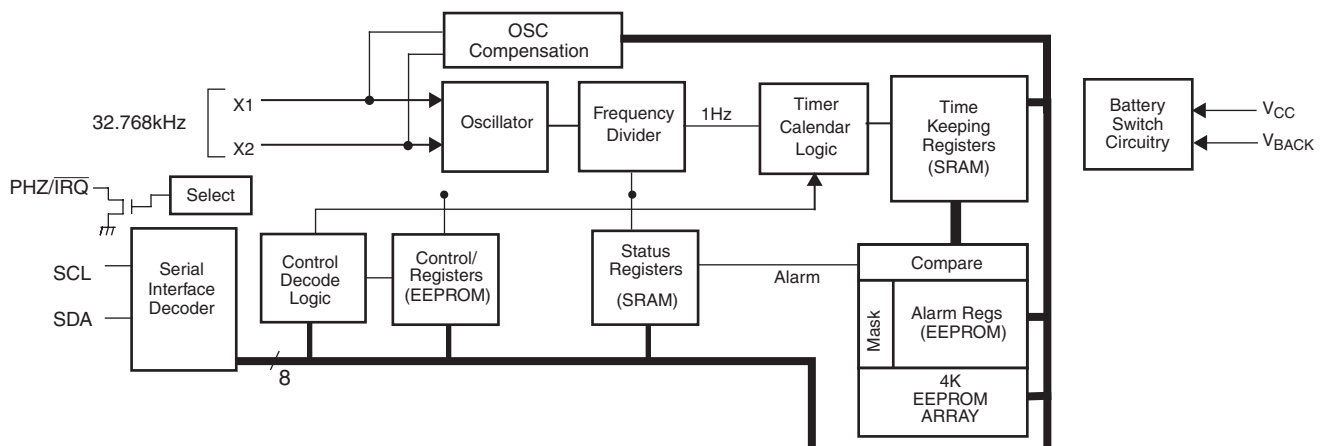 OSC
Compensation
32.768kHz
X1
X2
Oscillator
Frequency
Divider
1Hz
Timer
Calendar
Logic
Time
Keeping
Registers
(SRAM)
Battery
Switch
Circuitry
VCC
VBACK
PHZ/IRQ
Select
SCL
SDA
Serial
Interface
Decoder
Control
Decode
Logic
Control/
Registers
(EEPROM)
Status
Registers
(SRAM)
Alarm
Compare
Mask
Alarm Regs
(EEPROM)
4K
EEPROM
ARRAY
8